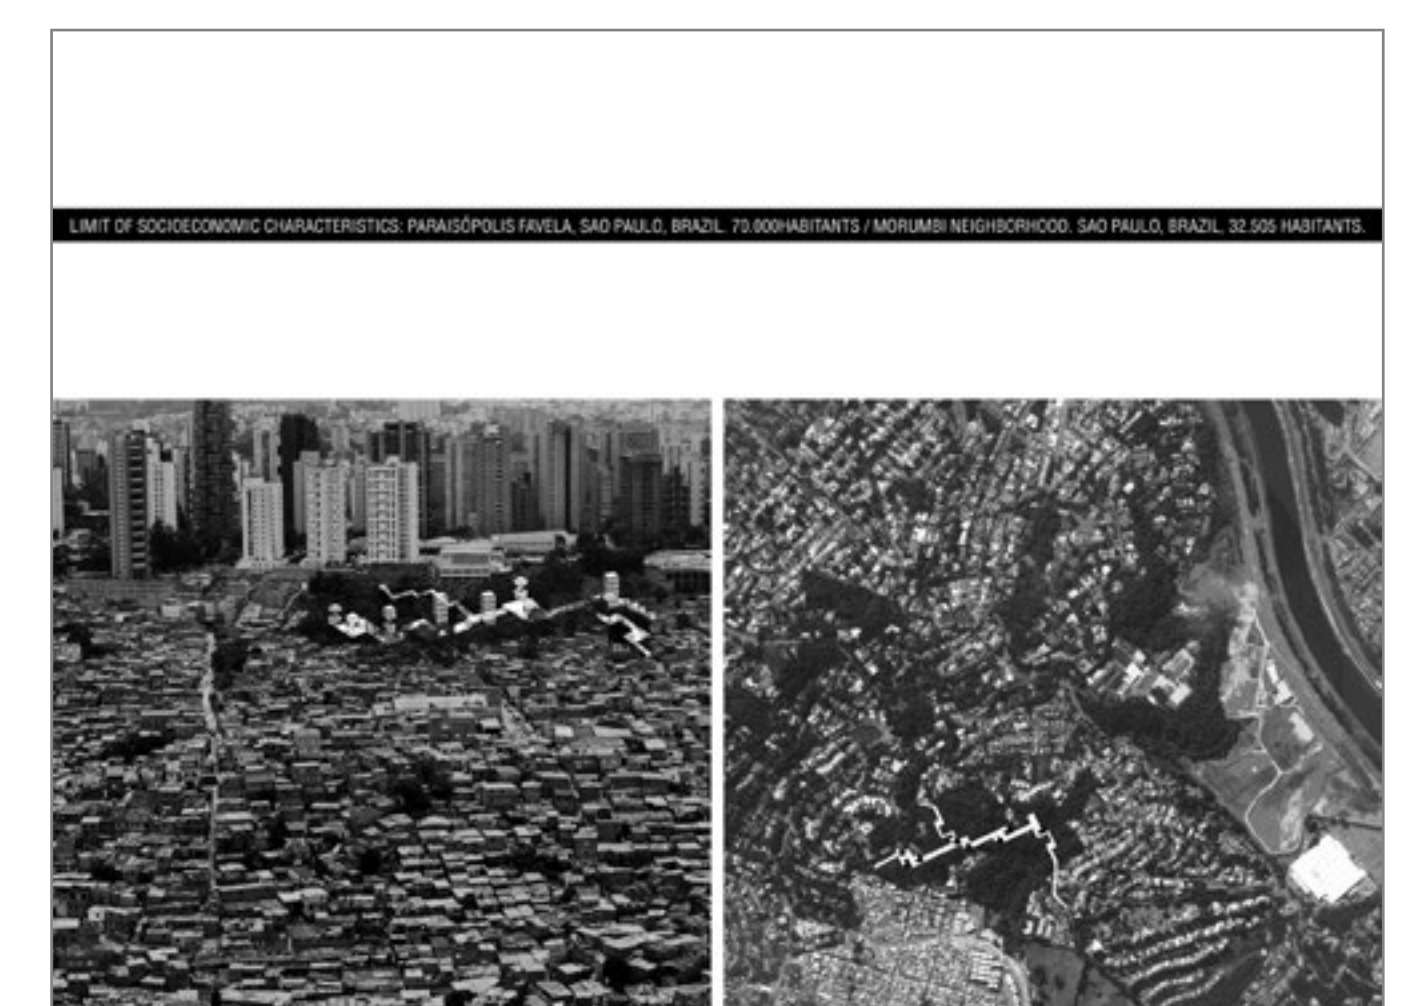 LIMIT OF SOCIOECONOMIC CHARACTERISTICS: PARAISÓPOLIS FAVELA, SAO PAULO, BRAZIL. 70.000HABITANTS / MORUMBI NEIGHBORHOOD. SAO PAULO, BRAZIL, 32.505 HABITANTS.